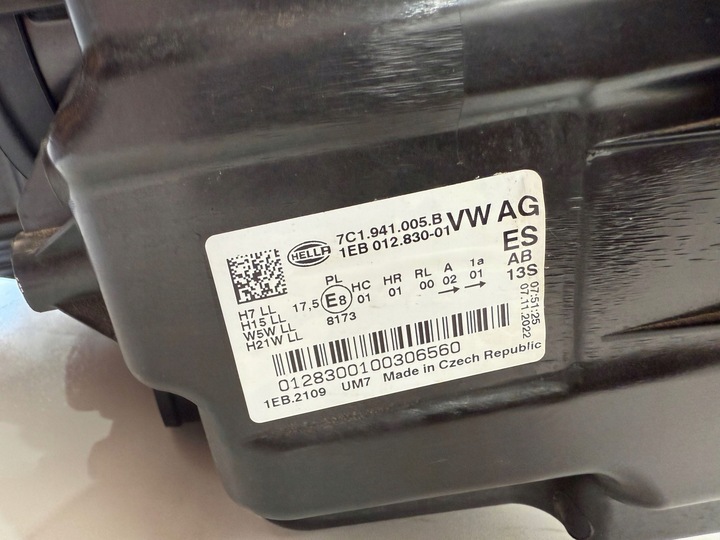 7C1.941.005.B VW AG
HELLA 1EB 012.830-01 ES
AB
13S
PL
17,5 E8 HC HR RL A 1a
01 01 00 02 01
8173
H7 LL
H15 LL
W5W LL
H21W LL
07:51:25
07.11.2022
0128300100306560
1EB.2109 UM7 Made in Czech Republic